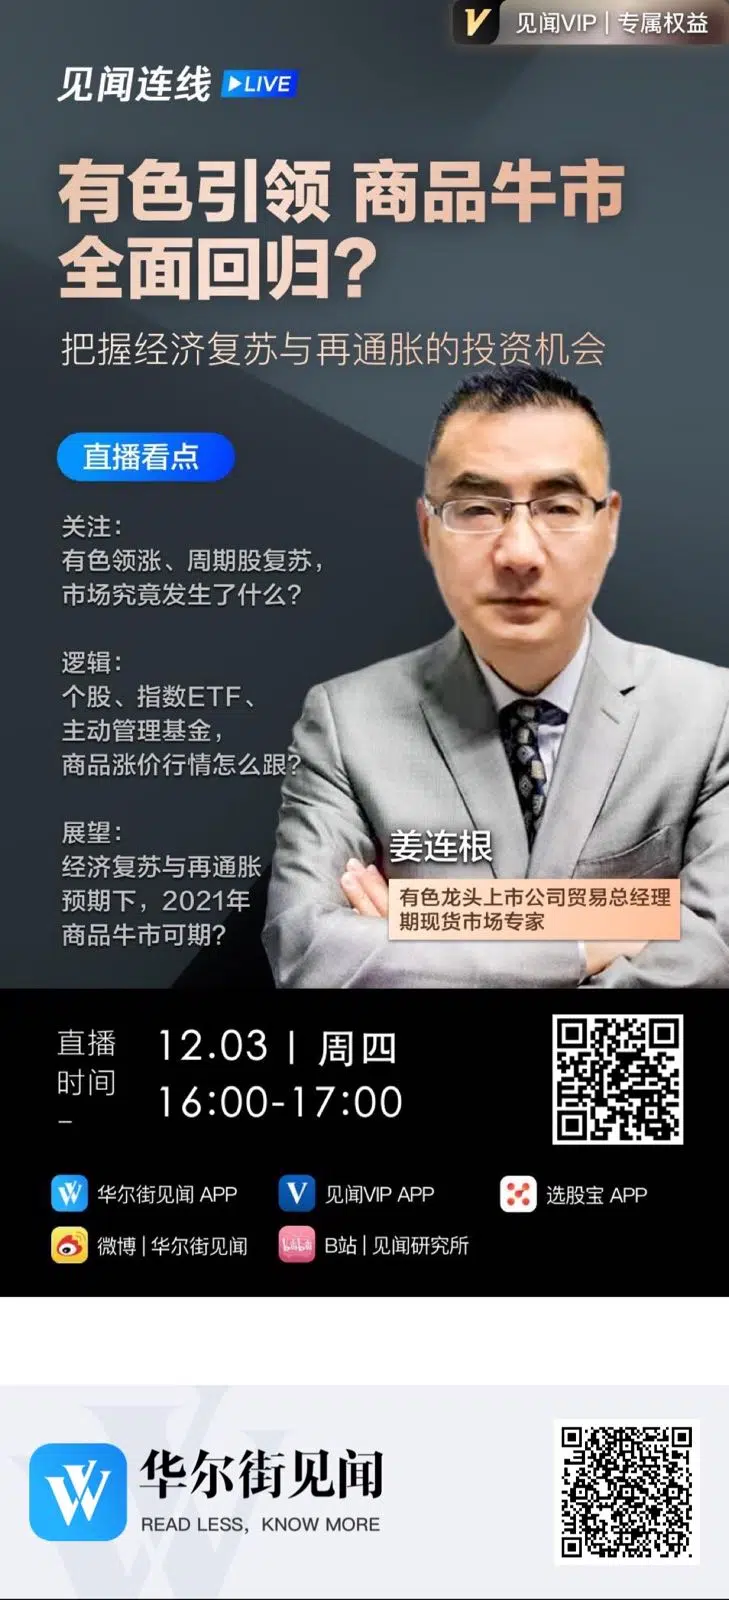 见闻VIP | 专属权益
见闻连线 LIVE
有色引领 商品牛市
全面回归？
把握经济复苏与再通胀的投资机会
直播看点
关注：
有色领涨、周期股复苏，
市场究竟发生了什么？
逻辑：
个股、指数ETF、
主动管理基金，
商品涨价行情怎么跟？
展望：
经济复苏与再通胀
预期下，2021年
商品牛市可期？
姜连根
有色龙头上市公司贸易总经理
期现货市场专家
直播
时间
12.03 | 周四
16:00-17:00
华尔街见闻 APP
见闻VIP APP
选股宝 APP
微博 | 华尔街见闻
bilibili
B站 | 见闻研究所
华尔街见闻
READ LESS, KNOW MORE